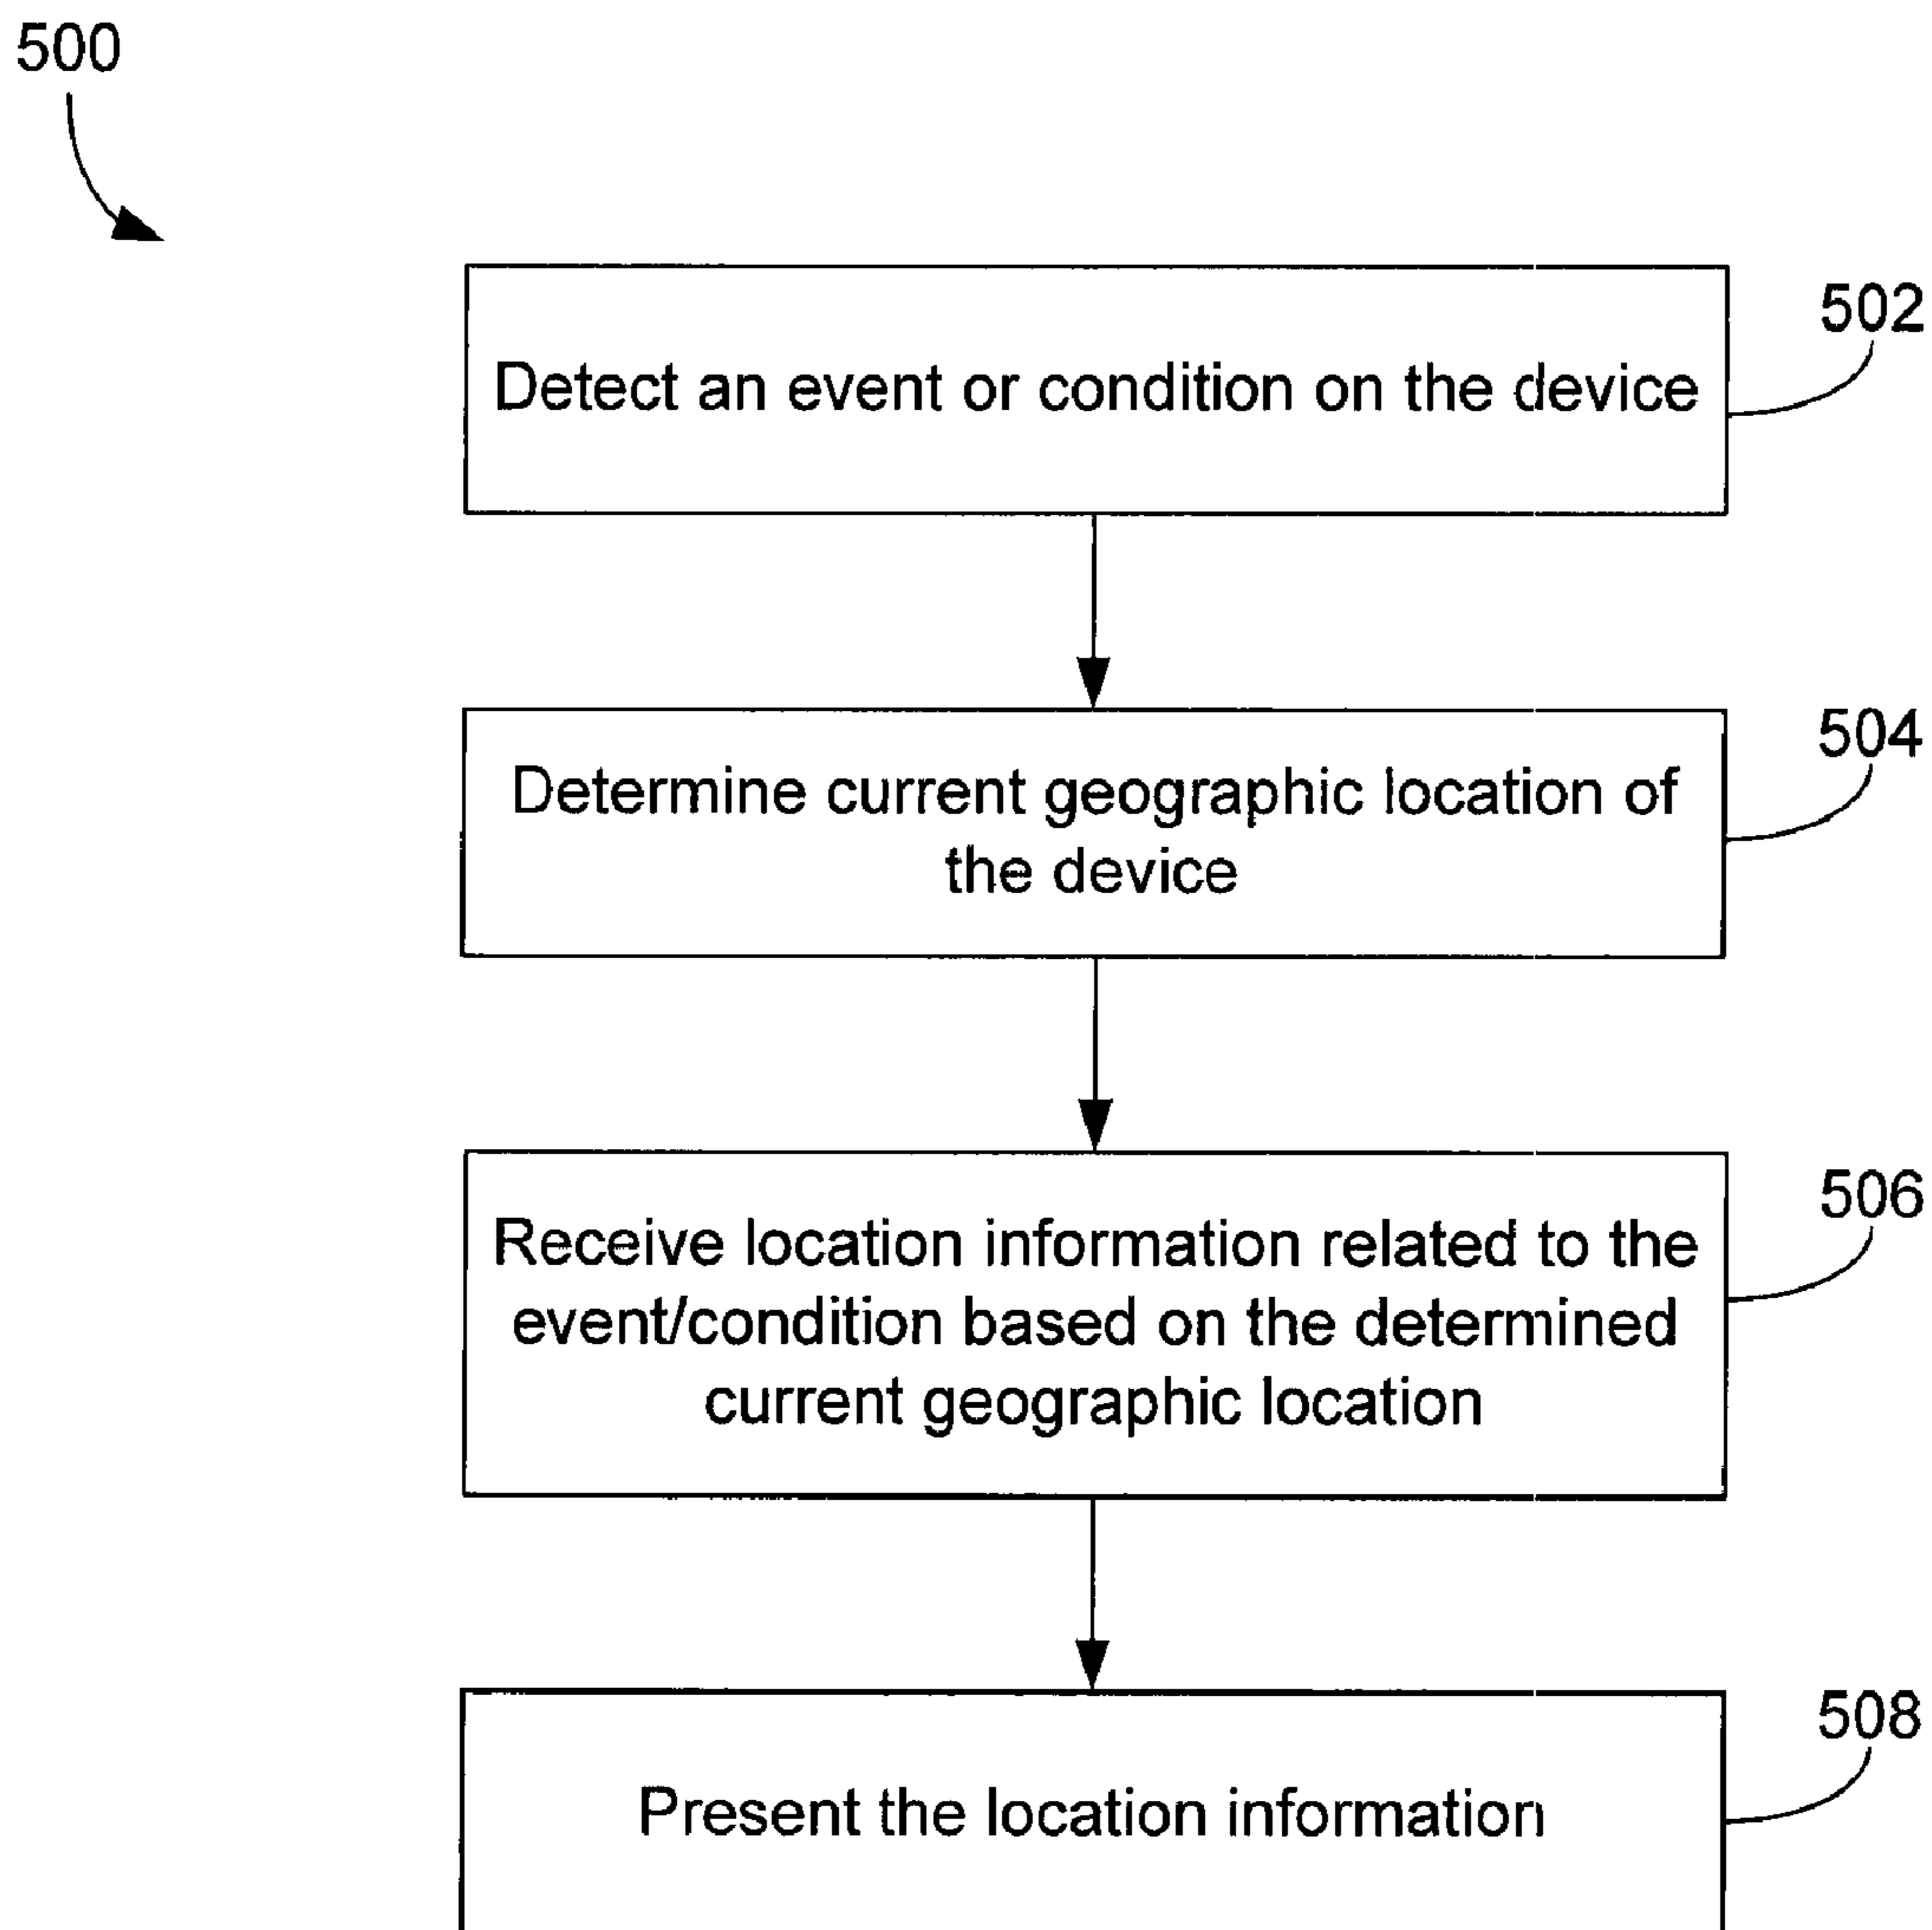 500
502
Detect an event or condition on the device
504
Determine current geographic location of
the device
506
Receive location information related to the
event/condition based on the determined
current geographic location
508
Present the location information